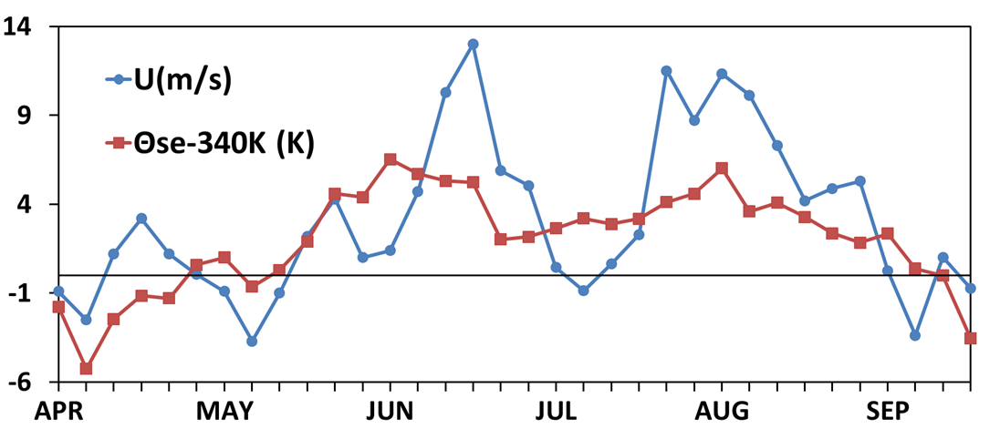 14
U(m/s)
9
Θse-340K (K)
4
-1
-6
APR MAY JUN JUL AUG SEP